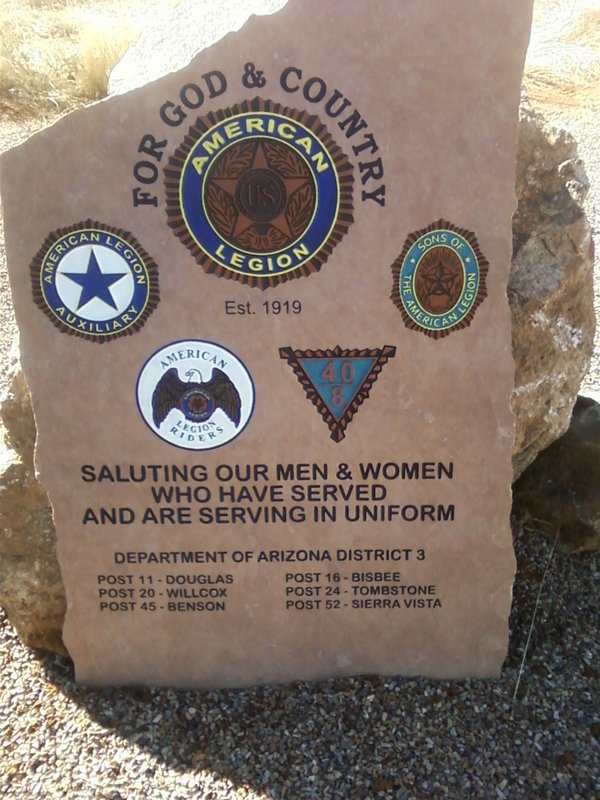 FOR GOD & COUNTRY
AMERICAN
US
LEGION
AMERICAN LEGION
AUXILIARY
SONS OF
THE AMERICAN LEGION
Est. 1919
AMERICAN
LEGION
RIDERS
40
8
SALUTING OUR MEN & WOMEN
WHO HAVE SERVED
AND ARE SERVING IN UNIFORM
DEPARTMENT OF ARIZONA DISTRICT 3
POST 11 - DOUGLAS
POST 20 - WILLCOX
POST 45 - BENSON
POST 16 - BISBEE
POST 24 - TOMBSTONE
POST 52 - SIERRA VISTA